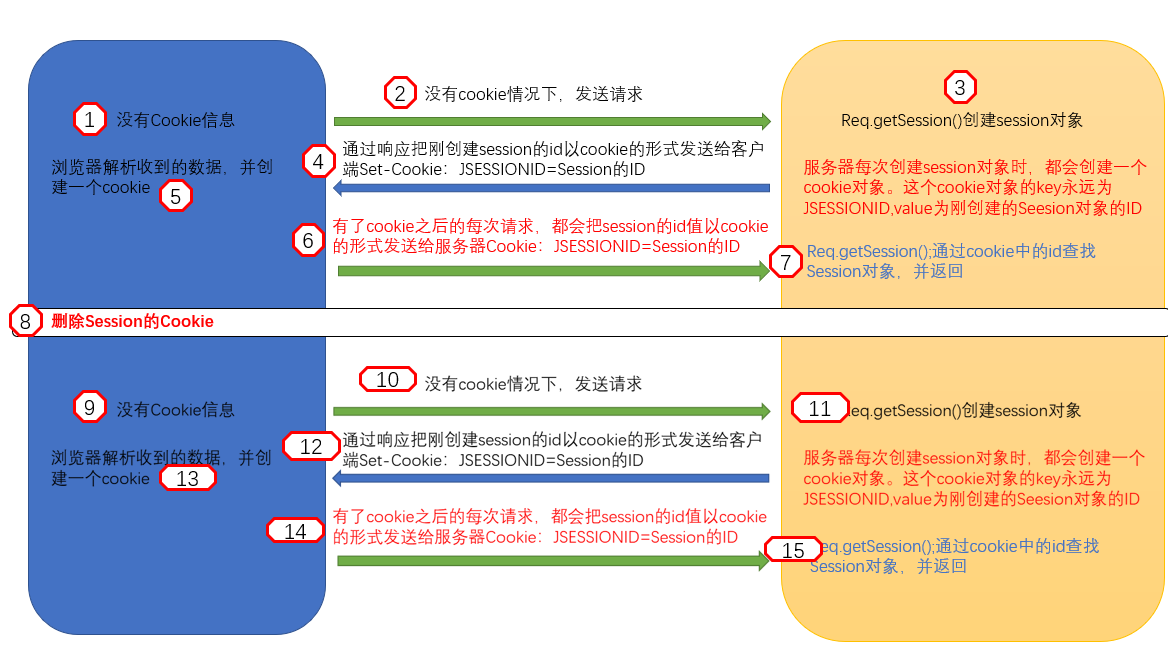 2 没有cookie情况下，发送请求
3
1 没有Cookie信息
Req.getSession()创建session对象
4 通过响应把刚创建session的id以cookie的形式发送给客户
端Set-Cookie：JSESSIONID=Session的ID
浏览器解析收到的数据，并创
建一个cookie 5
服务器每次创建session对象时，都会创建一个
cookie对象。这个cookie对象的key永远为
JSESSIONID,value为刚创建的Seesion对象的ID
6 有了cookie之后的每次请求，都会把session的id值以cookie
的形式发送给服务器Cookie：JSESSIONID=Session的ID
7 Req.getSession();通过cookie中的id查找
Session对象，并返回
8 删除Session的Cookie
10 没有cookie情况下，发送请求
9 没有Cookie信息
11 eq.getSession()创建session对象
12 通过响应把刚创建session的id以cookie的形式发送给客户
端Set-Cookie：JSESSIONID=Session的ID
浏览器解析收到的数据，并创
建一个cookie 13
服务器每次创建session对象时，都会创建一个
cookie对象。这个cookie对象的key永远为
JSESSIONID,value为刚创建的Seesion对象的ID
14 有了cookie之后的每次请求，都会把session的id值以cookie
的形式发送给服务器Cookie：JSESSIONID=Session的ID
15 eq.getSession();通过cookie中的id查找
Session对象，并返回